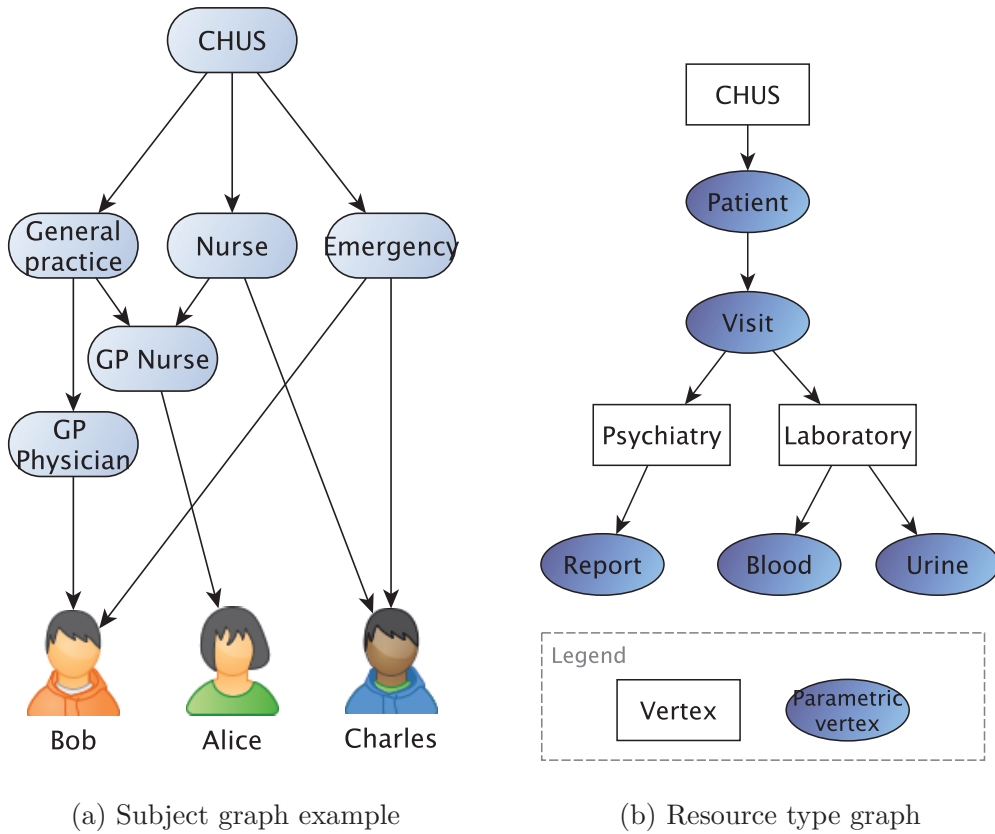 CHUS
General
practice
Nurse
Emergency
GP Nurse
GP
Physician
Bob
Alice
Charles
(a) Subject graph example
CHUS
Patient
Visit
Psychiatry
Laboratory
Report
Blood
Urine
Legend
Vertex
Parametric
vertex
(b) Resource type graph